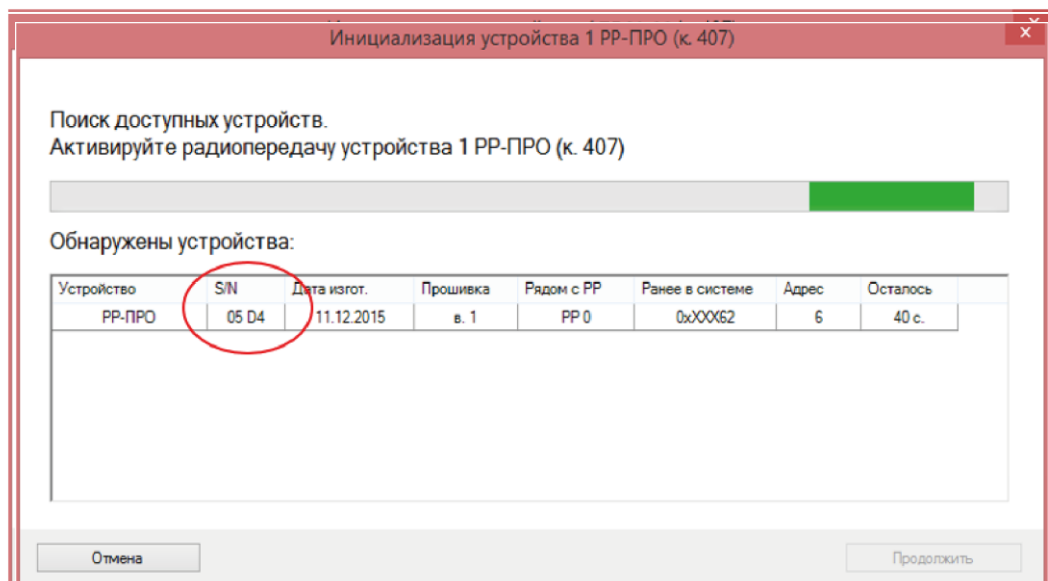 Инициализация устройства 1 РР-ПРО (к. 407)
x
Поиск доступных устройств.
Активируйте радиопередачу устройства 1 РР-ПРО (к. 407)
Обнаружены устройства:
Устройство S/N Дата изгот. Прошивка Рядом с РР Ранее в системе Адрес Осталось
РР-ПРО 05 D4 11.12.2015 в. 1 РР 0 0xXXX62 6 40 с.
Отмена Продолжить